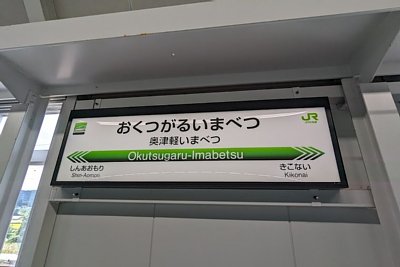 JR
おくつがるいまべつ
奥津軽いまべつ
Okutsugaru-Imabetsu
しんあおもり
Shin-Aomori
きこない
Kikonai